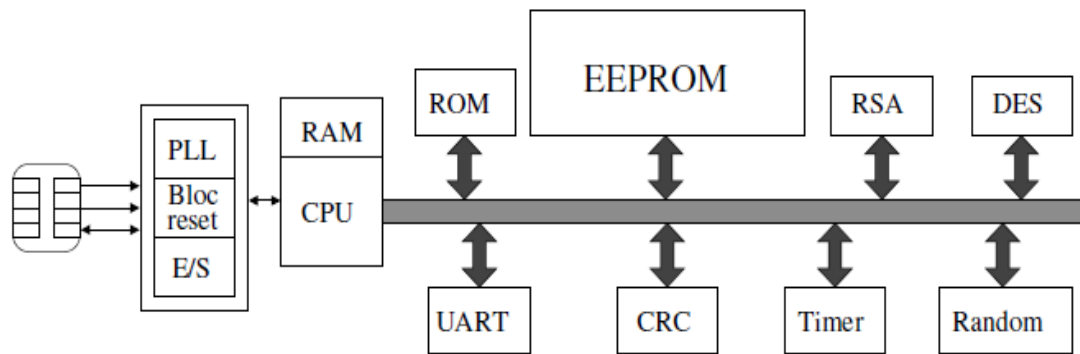 EEPROM
ROM
RSA
DES
RAM
PLL
Bloc
reset
CPU
E/S
UART
CRC
Timer
Random